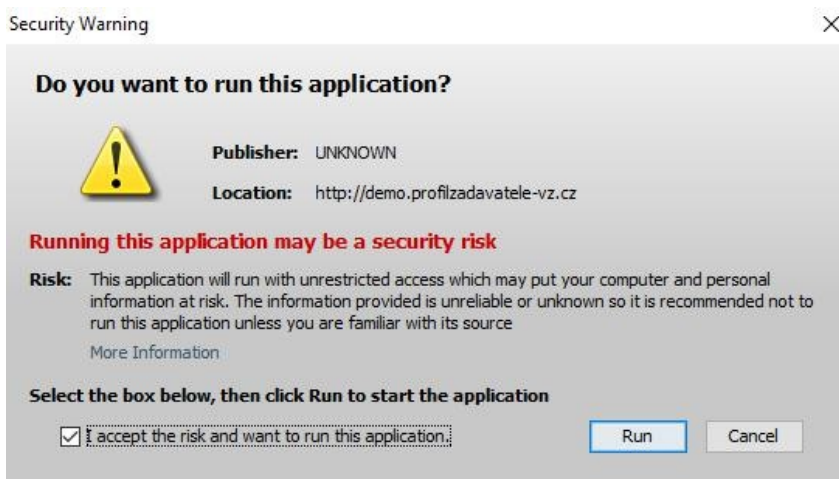 Security Warning
Do you want to run this application?
Publisher: UNKNOWN
Location: http://demo.profilzadavatele-vz.cz
Running this application may be a security risk
Risk: This application will run with unrestricted access which may put your computer and personal
information at risk. The information provided is unreliable or unknown so it is recommended not to
run this application unless you are familiar with its source
More Information
Select the box below, then click Run to start the application
I accept the risk and want to run this application.
Run Cancel